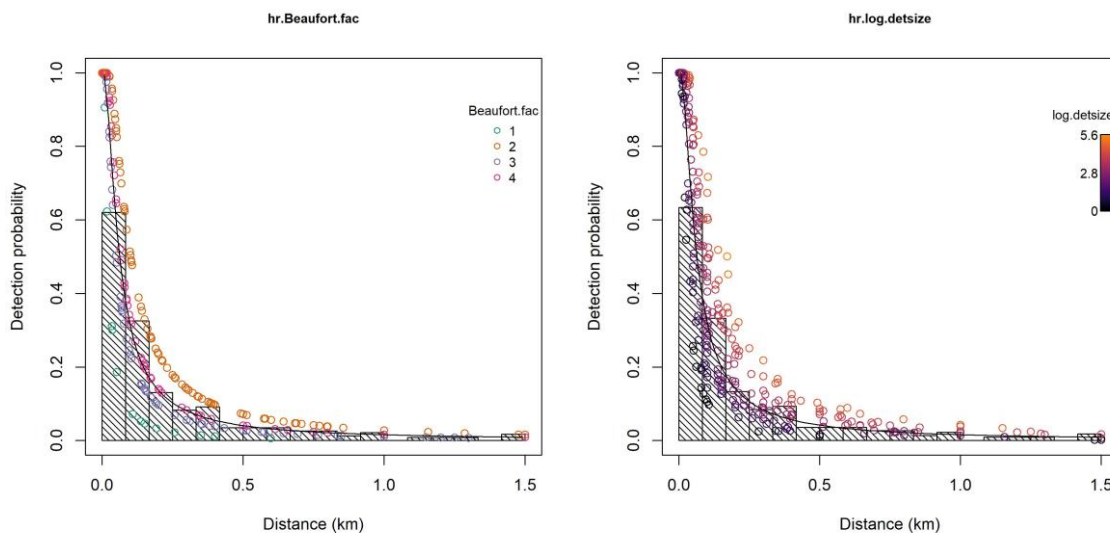 hr.Beaufort.fac
Detection probability
1.0
0.8
0.6
0.4
0.2
0.0
Beaufort.fac
1
2
3
4
0.0 0.5 1.0 1.5
Distance (km)
hr.log.detsize
Detection probability
1.0
0.8
0.6
0.4
0.2
0.0
log.detsize
5.6
2.8
0
0.0 0.5 1.0 1.5
Distance (km)